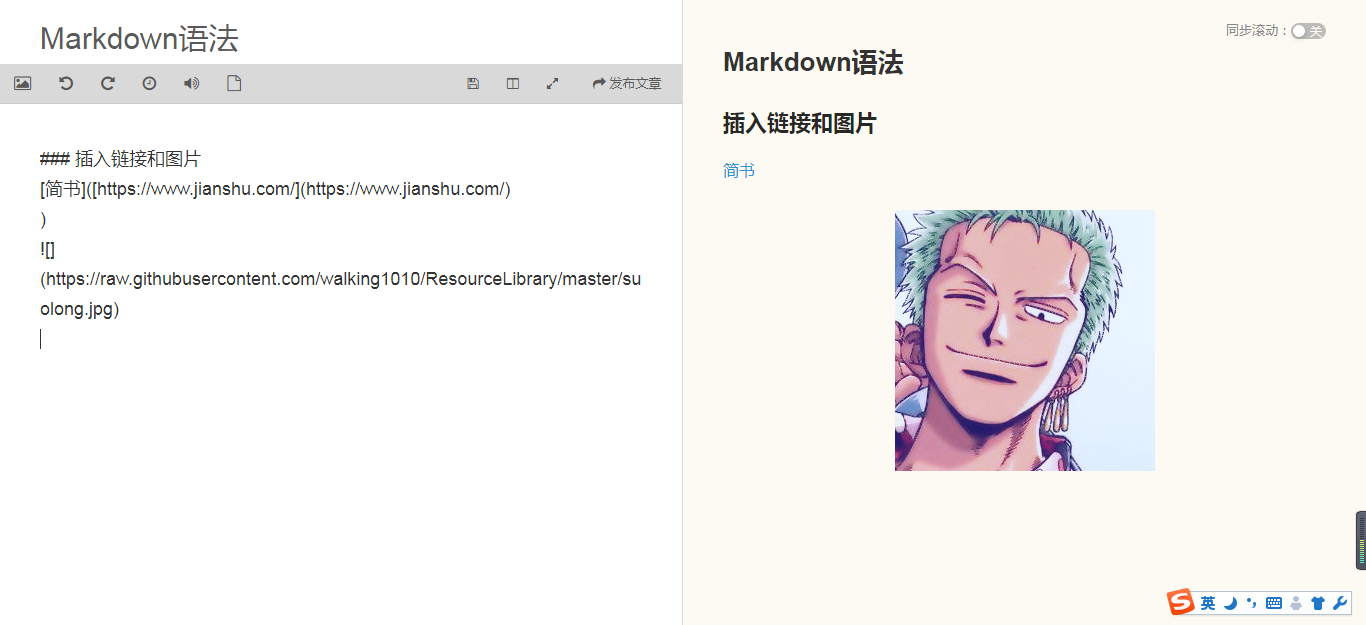 Markdown语法
发布文章
### 插入链接和图片
[简书]([https://www.jianshu.com/](https://www.jianshu.com/)
)
![]
(https://raw.githubusercontent.com/walking1010/ResourceLibrary/master/su
olong.jpg)
同步滚动：关
Markdown语法
插入链接和图片
简书
S英